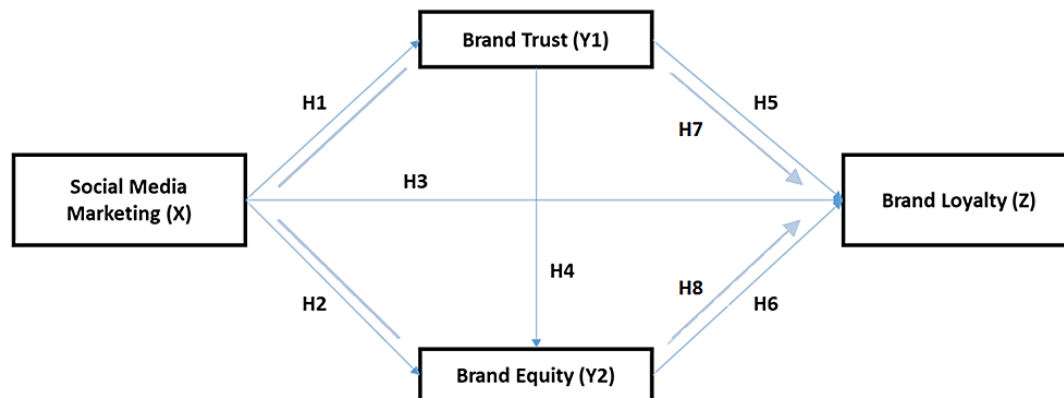 Brand Trust (Y1)
H1
H5
H7
Social Media
Marketing (X)
H3
Brand Loyalty (Z)
H4
H2
H8
H6
Brand Equity (Y2)